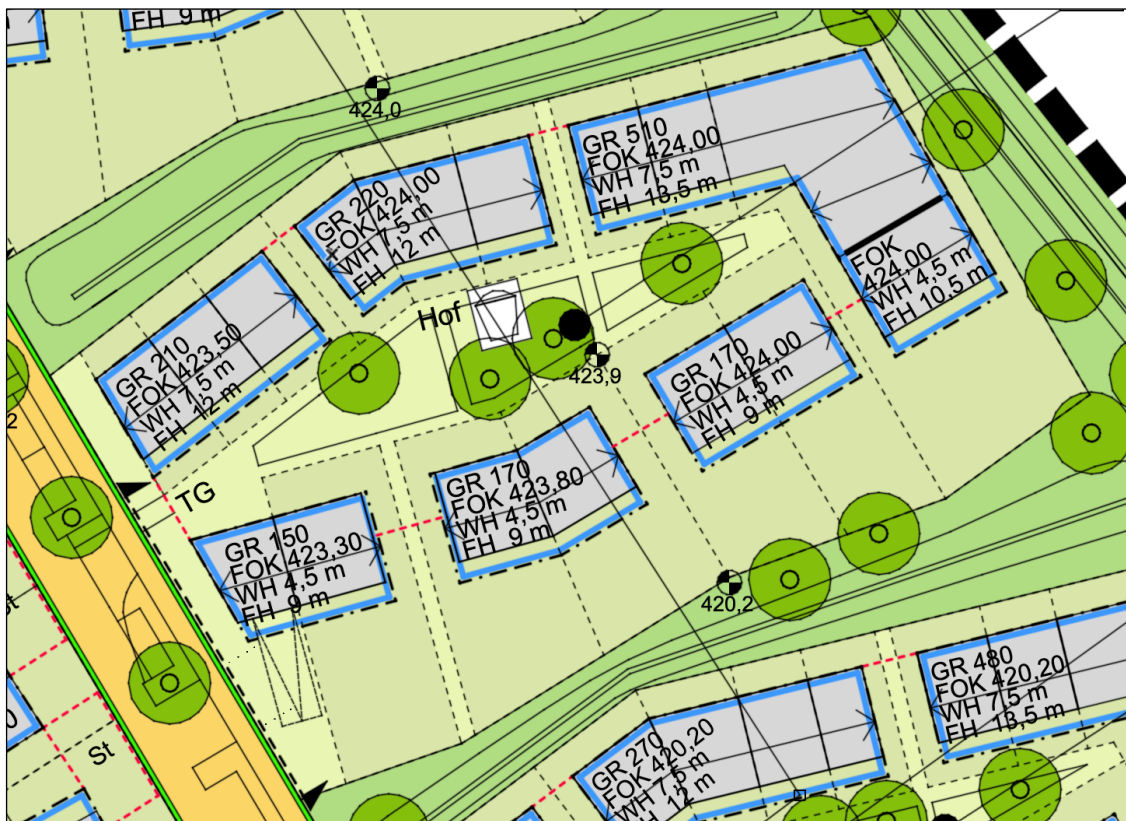 FH 9 m
424,0
GR 510
FOK 424,00
WH 7,5 m
FH 13,5 m
GR 220
FOK 424,00
WH 7,5 m
FH 12 m
FOK
424,00
WH 4,5 m
FH 10,5 m
Hof
GR 210
FOK 423,50
WH 7,5 m
FH 12 m
423,9
GR 170
FOK 424,00
WH 4,5 m
FH 9 m
2
GR 170
FOK 423,80
WH 4,5 m
FH 9 m
TG
GR 150
FOK 423,30
WH 4,5 m
FH 9 m
420,2
St
GR 480
FOK 420,20
WH 7,5 m
FH 13,5 m
0
St
GR 270
FOK 420,20
WH 7,5 m
12 m